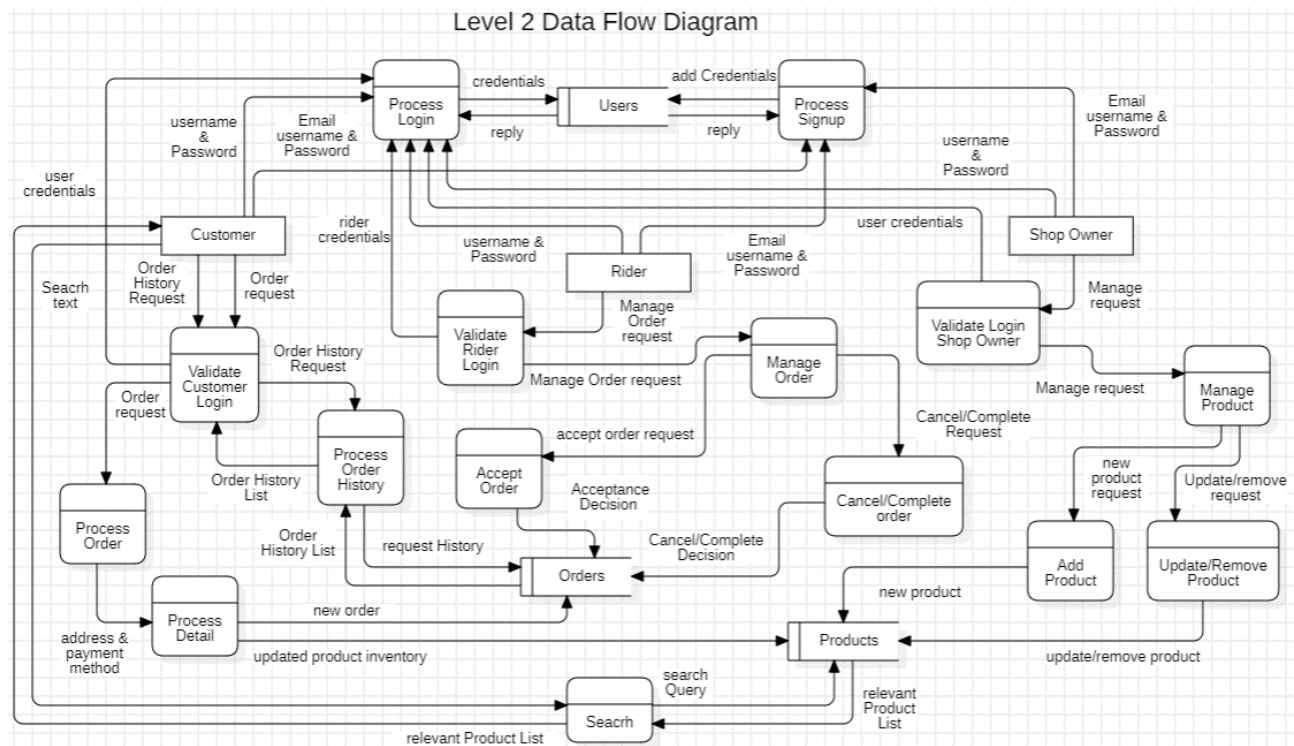 Level 2 Data Flow Diagram
Process
Login
credentials
reply
Users
add Credentials
reply
Process
Signup
username
&
Password
Email
username &
Password
Email
username &
Password
username
&
Password
user
credentials
Customer
rider
credentials
username &
Password
Rider
Email
username &
Password
user credentials
Shop Owner
Seacrh
text
Order
History
Request
Order
request
Manage
Order
request
Manage
request
Validate
Rider
Login
Validate Login
Shop Owner
Validate
Customer
Login
Order History
Request
Manage Order request
Manage
Order
Manage request
Manage
Product
Order
request
accept order request
Cancel/Complete
Request
Process
Order
History
Order History
List
Accept
Order
Acceptance
Decision
Cancel/Complete
order
new
product
request
Update/remove
request
Process
Order
Order
History List
request History
Cancel/Complete
Decision
Orders
Add
Product
Update/Remove
Product
new product
new order
Process
Detail
address &
payment
method
updated product inventory
Products
update/remove product
search
Query
relevant
Product
List
Seacrh
relevant Product List